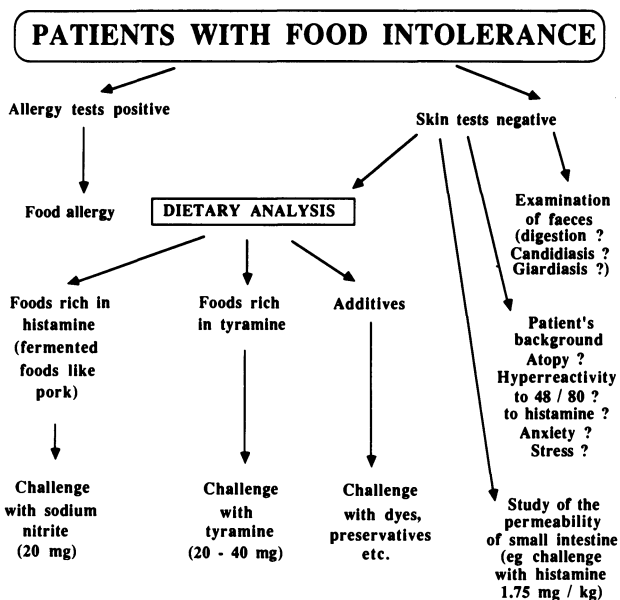 PATIENTS WITH FOOD INTOLERANCE
Allergy tests positive
Food allergy
Skin tests negative
DIETARY ANALYSIS
Foods rich in
histamine
(fermented
foods like
pork)
Challenge
with sodium
nitrite
(20 mg)
Foods rich
in tyramine
Challenge
with
tyramine
(20 - 40 mg)
Additives
Challenge
with dyes,
preservatives
etc.
Examination
of faeces
(digestion ?
Candidiasis ?
Giardiasis ?)
Patient's
background
Atopy ?
Hyperreactivity
to 48 / 80 ?
to histamine ?
Anxiety ?
Stress ?
Study of the
permeability
of small intestine
(eg challenge
with histamine
1.75 mg / kg)